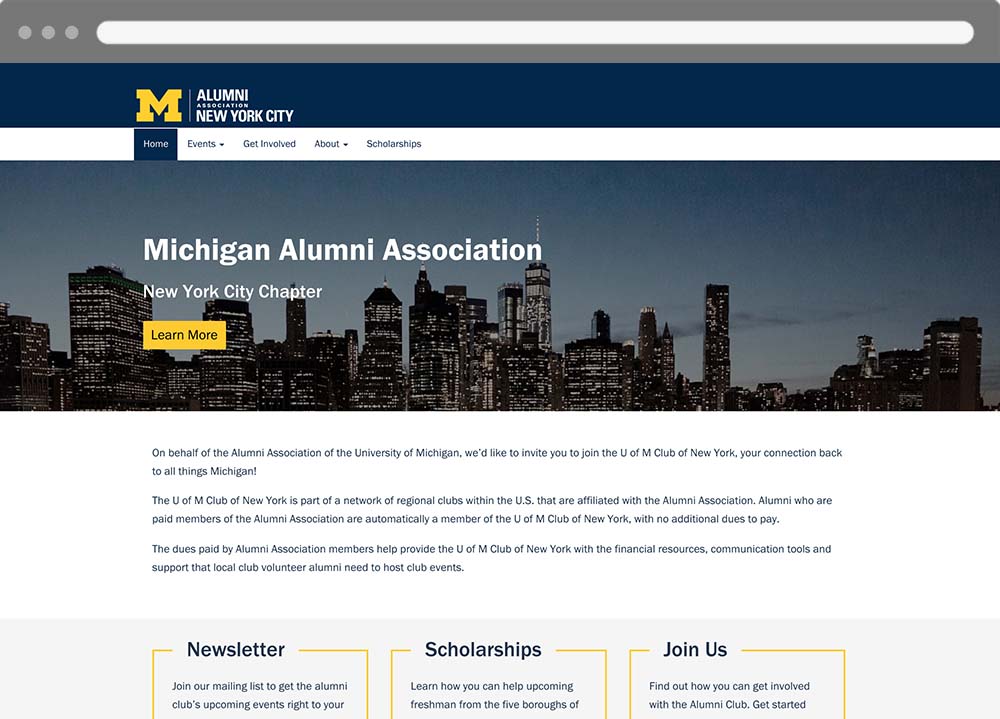 M ALUMNI
ASSOCIATION
NEW YORK CITY
Home Events Get Involved About Scholarships
Michigan Alumni Association
New York City Chapter
Learn More
On behalf of the Alumni Association of the University of Michigan, we’d like to invite you to join the U of M Club of New York, your connection back
to all things Michigan!
The U of M Club of New York is part of a network of regional clubs within the U.S. that are affiliated with the Alumni Association. Alumni who are
paid members of the Alumni Association are automatically a member of the U of M Club of New York, with no additional dues to pay.
The dues paid by Alumni Association members help provide the U of M Club of New York with the financial resources, communication tools and
support that local club volunteer alumni need to host club events.
Newsletter
Join our mailing list to get the alumni
club’s upcoming events right to your
Scholarships
Learn how you can help upcoming
freshman from the five boroughs of
Join Us
Find out how you can get involved
with the Alumni Club. Get started